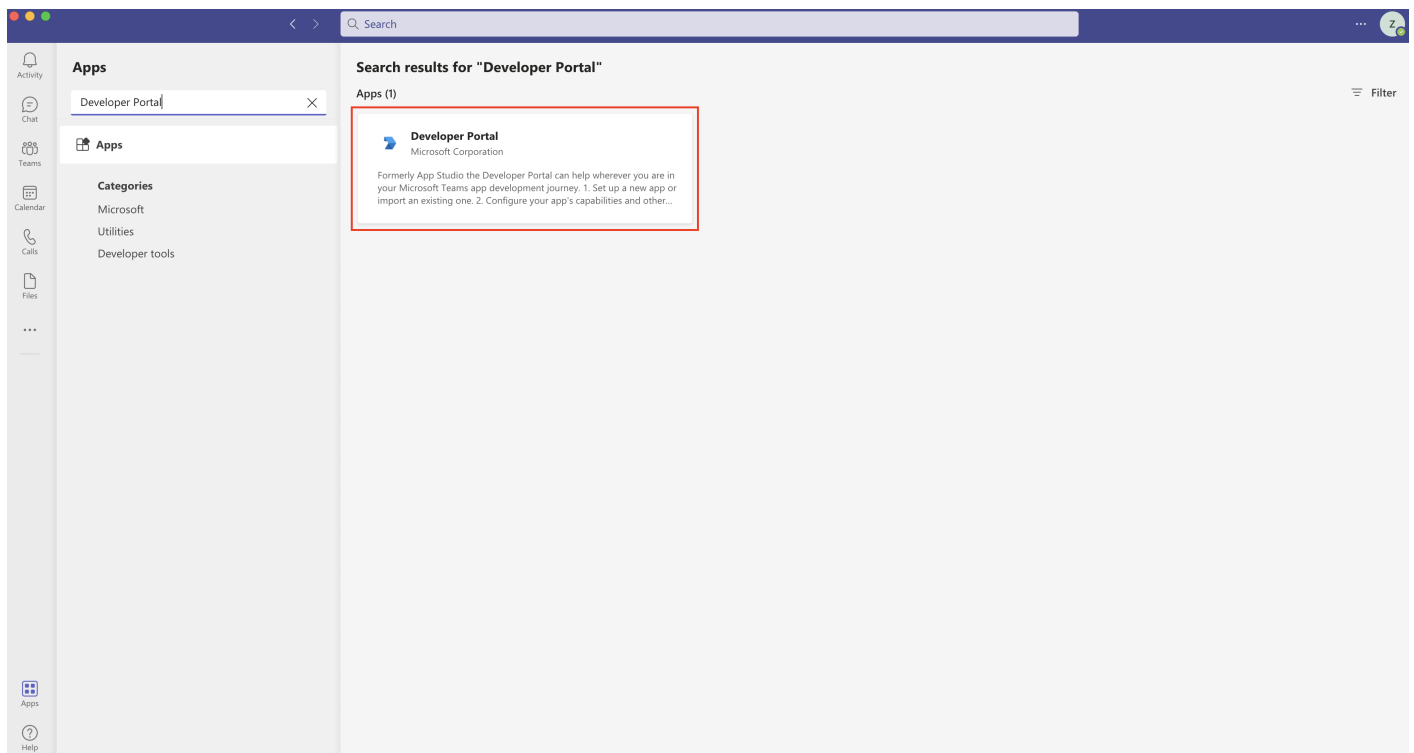 Search
...
Z
Activity
Chat
Teams
Calendar
Calls
Files
...
Apps
Help
Apps
Developer Portal
Apps
Categories
Microsoft
Utilities
Developer tools
Search results for "Developer Portal"
Apps (1)
Filter
Developer Portal
Microsoft Corporation
Formerly App Studio the Developer Portal can help wherever you are in
your Microsoft Teams app development journey. 1. Set up a new app or
import an existing one. 2. Configure your app's capabilities and other...